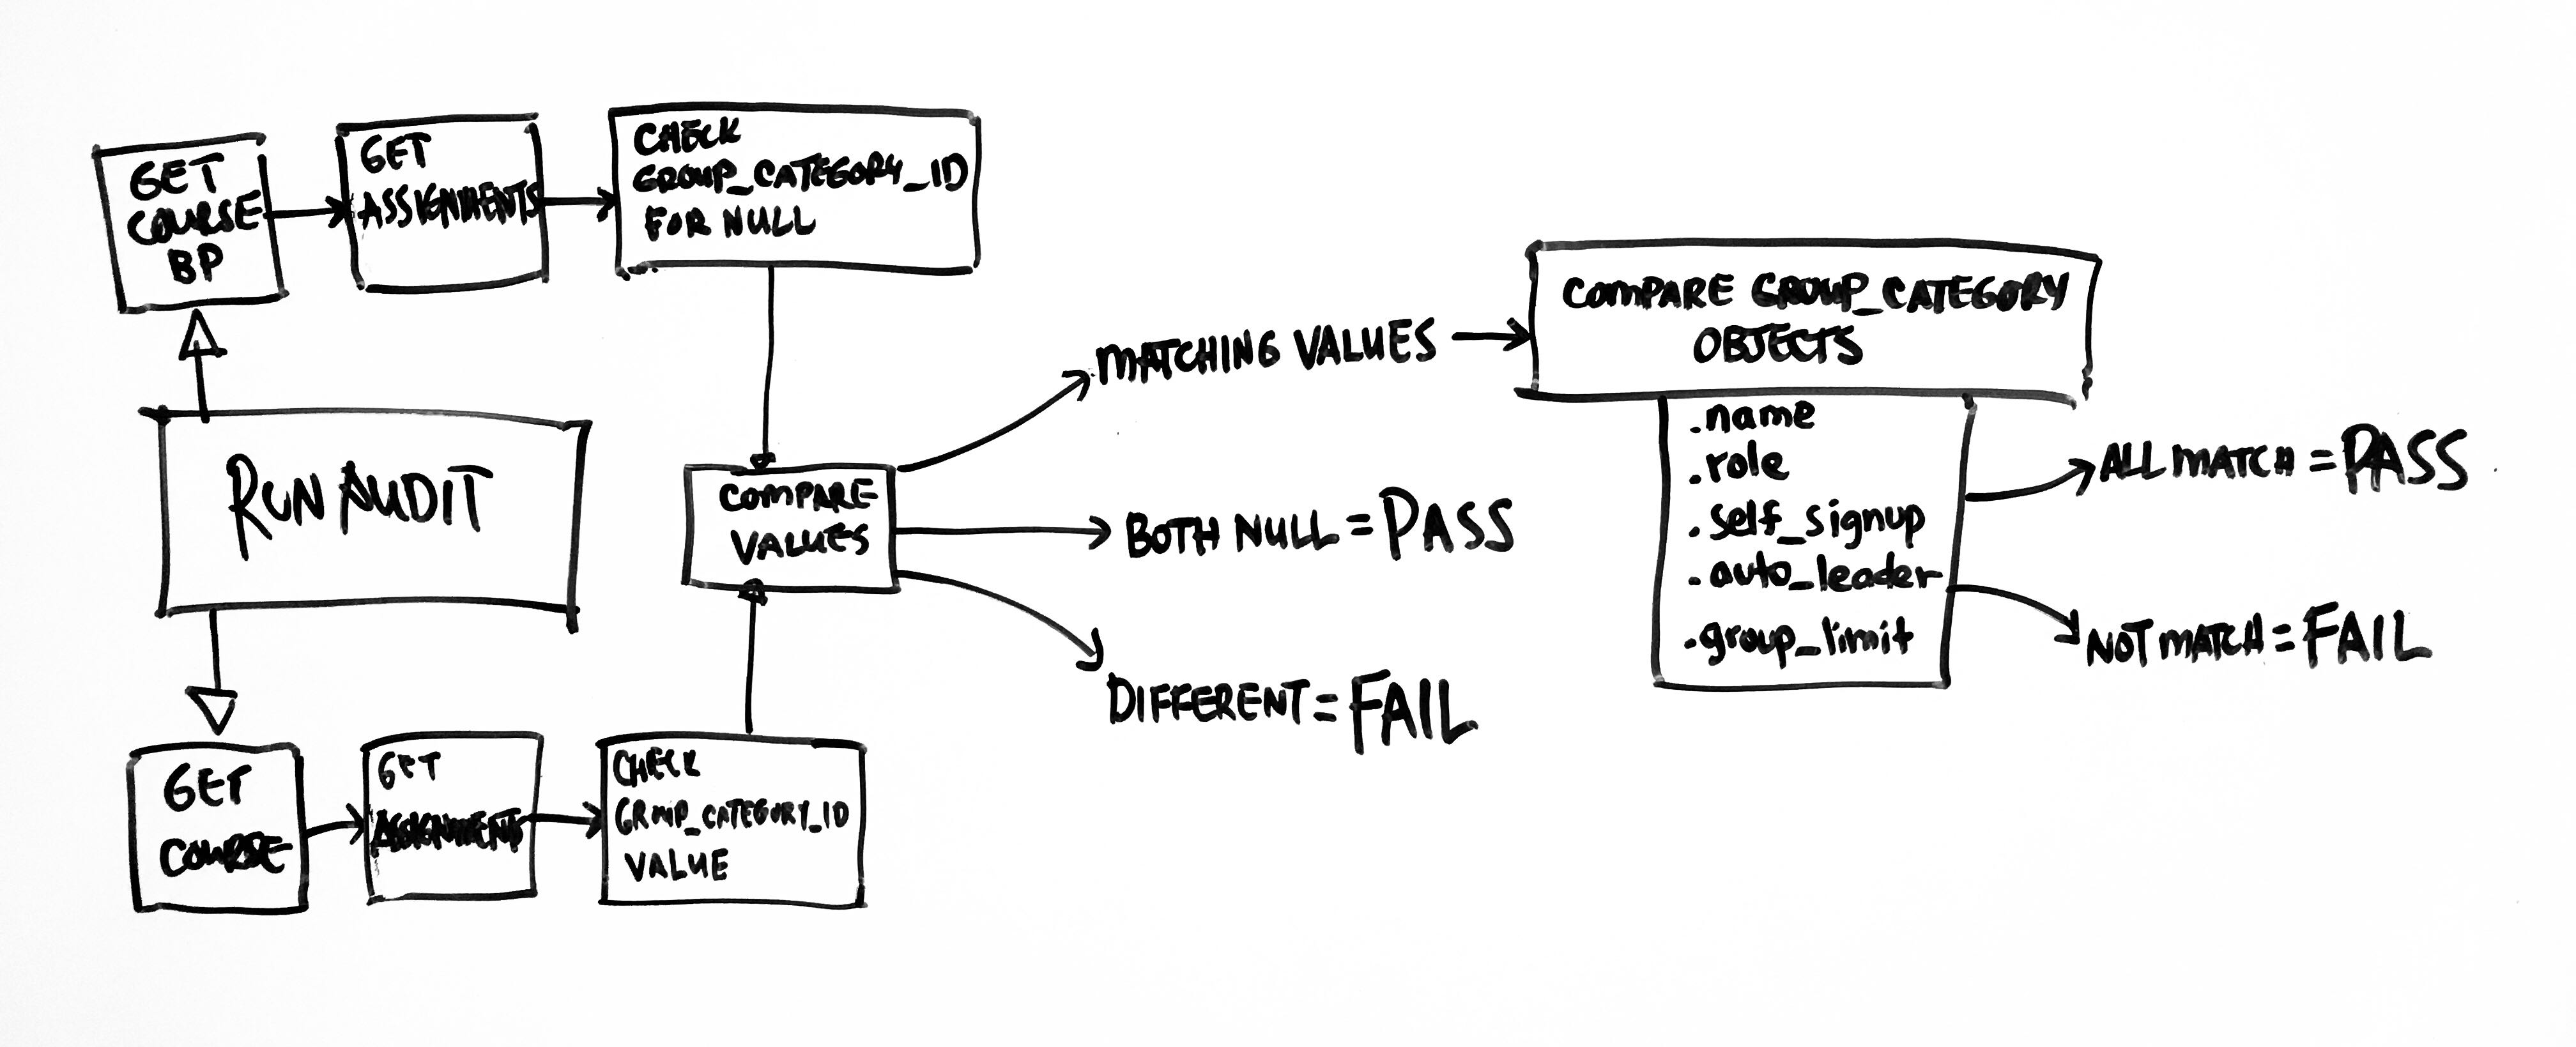 GET
COURSE
BP
GET
ASSIGNMENTS
CHECK
GROUP_CATEGORY_ID
FOR NULL
RUN AUDIT
GET
COURSE
GET
ASSIGNMENTS
CHECK
GROUP_CATEGORY_ID
VALUE
COMPARE
VALUES
MATCHING VALUES
BOTH NULL = PASS
DIFFERENT = FAIL
COMPARE GROUP_CATEGORY
OBJECTS
.name
.role
.self_signup
.auto_leader
.group_limit
ALL MATCH = PASS
NOT MATCH = FAIL